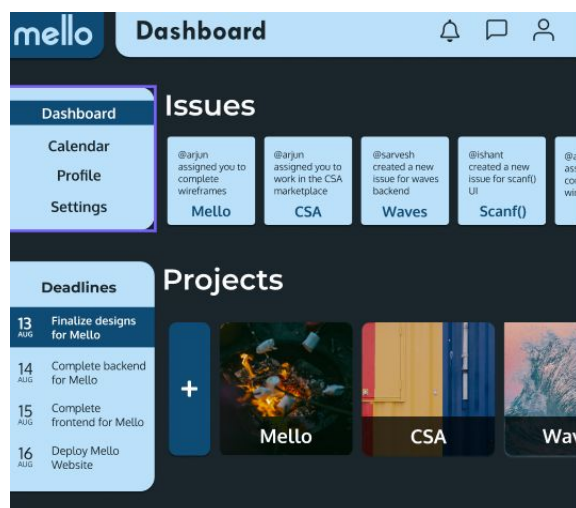 mello
Dashboard
Dashboard
Calendar
Profile
Settings
Issues
@arjun
assigned you to
complete
wireframes
Mello
@arjun
assigned you to
work in the CSA
marketplace
CSA
@sarvesh
created a new
issue for waves
backend
Waves
@ishant
created a new
issue for scanf()
UI
Scanf()
Deadlines
13
AUG
Finalize designs
for Mello
14
AUG
Complete backend
for Mello
15
AUG
Complete
frontend for Mello
16
AUG
Deploy Mello
Website
Projects
+
Mello
CSA